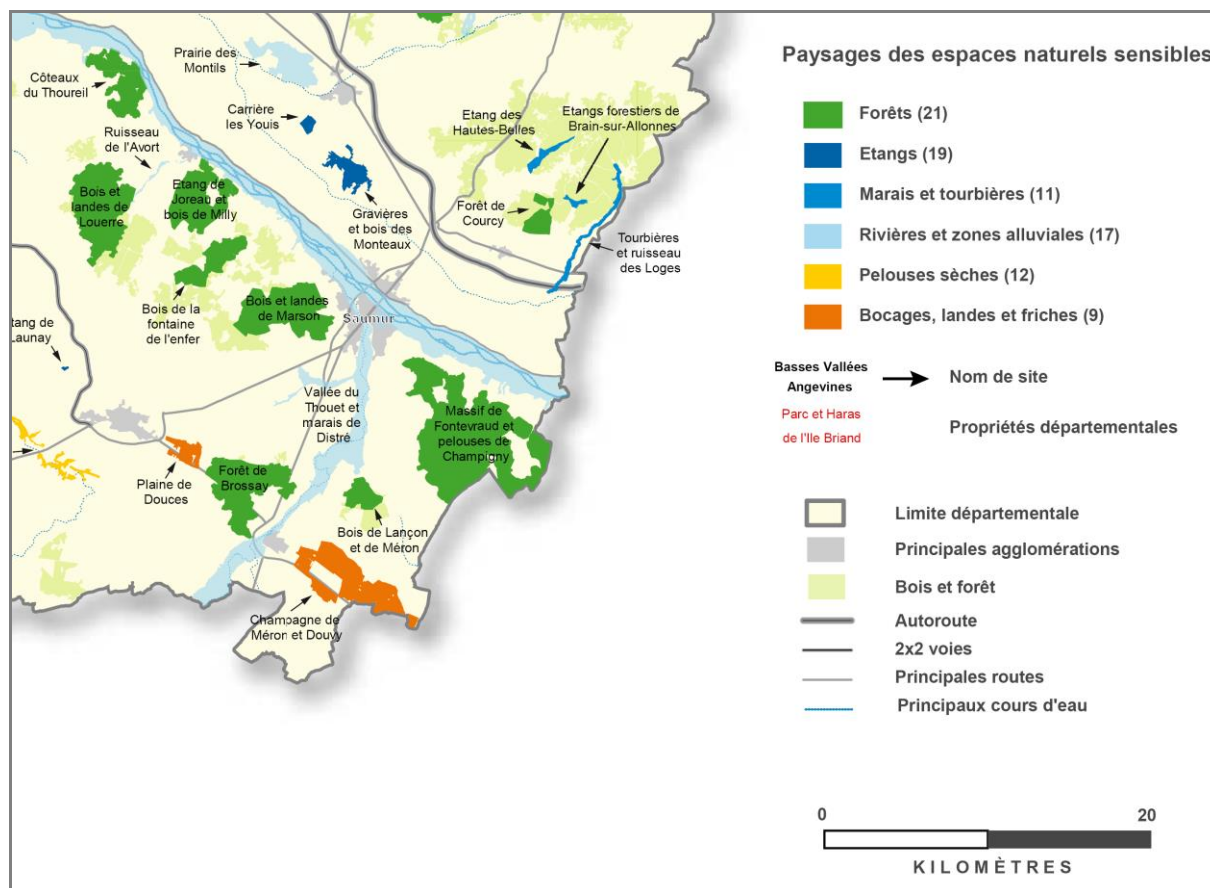 Prairie des
Montils
Côteaux
du Thoureil
Carrière
les Youis
Ruisseau
de l'Avort
Etang des
Hautes-Belles
Etangs forestiers de
Brain-sur-Allonnes
Bois et
landes de
Louerre
Etang de
Joreau et
bois de Milly
Gravières
et bois des
Monteaux
Forêt de
Courcy
Tourbières
et ruisseau
des Loges
Bois de la
fontaine
de l'enfer
Bois et landes
de Marson
Saumur
tang de
Launay
Vallée du
Thouet et
marais de
Distré
Massif de
Fontevraud et
pelouses de
Champigny
Plaine de
Douces
Forêt de
Brossay
Bois de Lançon
et de Méron
Champagne de
Méron et Douvy
Paysages des espaces naturels sensibles
Forêts (21)
Etangs (19)
Marais et tourbières (11)
Rivières et zones alluviales (17)
Pelouses sèches (12)
Bocages, landes et friches (9)
Basses Vallées
Angevines
Nom de site
Parc et Haras
de l'Ile Briand
Propriétés départementales
Limite départementale
Principales agglomérations
Bois et forêt
Autoroute
2x2 voies
Principales routes
Principaux cours d'eau
0 20
KILOMÈTRES